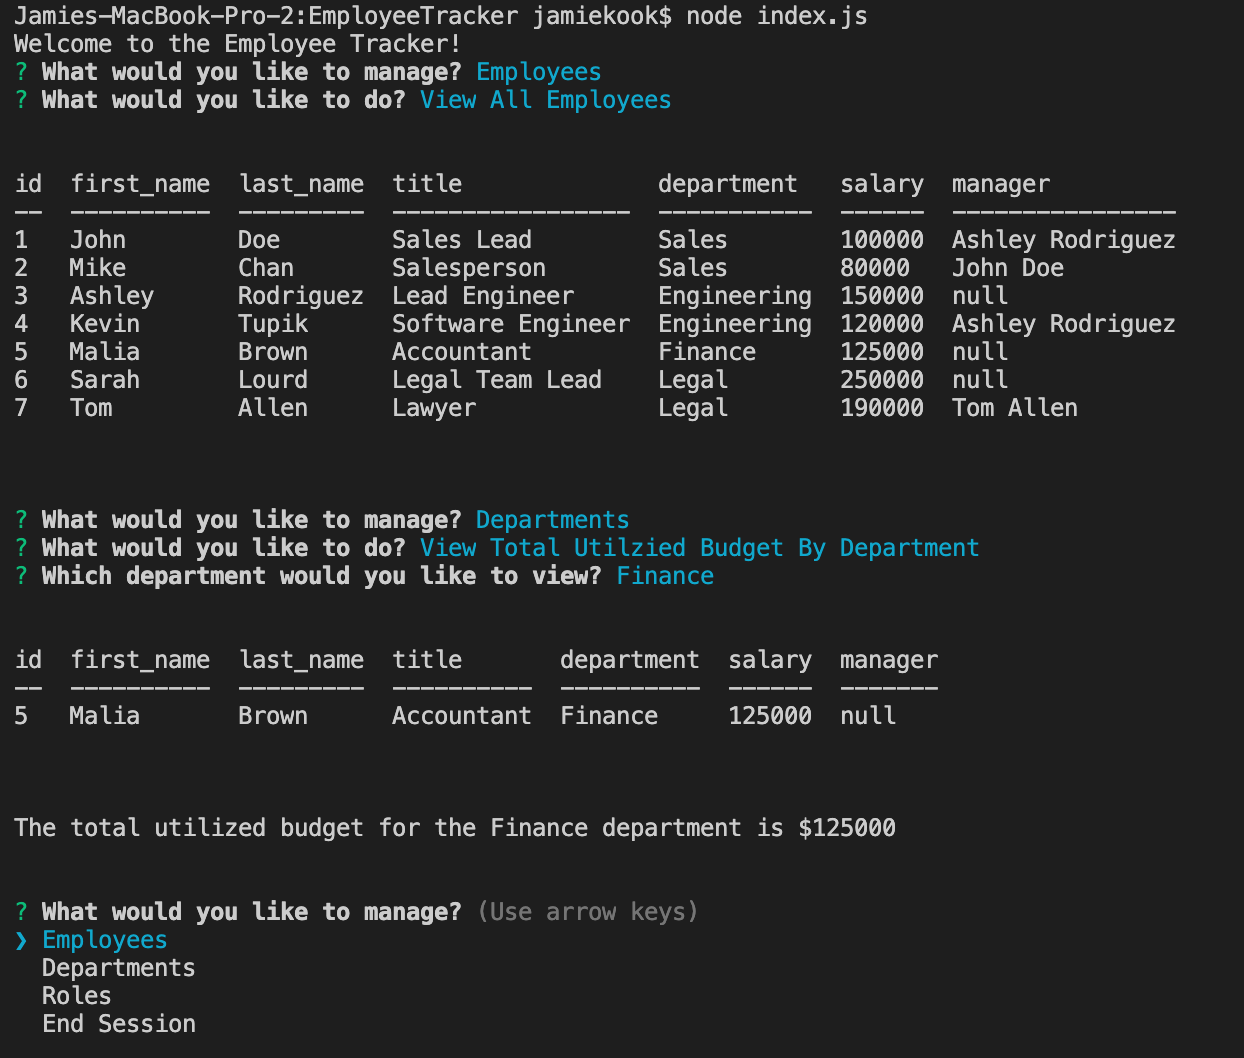 Jamies-MacBook-Pro-2:EmployeeTracker jamiekook$ node index.js
Welcome to the Employee Tracker!
? What would you like to manage? Employees
? What would you like to do? View All Employees
id  first_name  last_name  title              department   salary  manager
--  ----------  ---------  -----------------  -----------  ------  ----------------
1   John        Doe        Sales Lead         Sales        100000  Ashley Rodriguez
2   Mike        Chan       Salesperson        Sales        80000   John Doe
3   Ashley      Rodriguez  Lead Engineer      Engineering  150000  null
4   Kevin       Tupik      Software Engineer  Engineering  120000  Ashley Rodriguez
5   Malia       Brown      Accountant         Finance      125000  null
6   Sarah       Lourd      Legal Team Lead    Legal        250000  null
7   Tom         Allen      Lawyer             Legal        190000  Tom Allen
? What would you like to manage? Departments
? What would you like to do? View Total Utilzied Budget By Department
? Which department would you like to view? Finance
id  first_name  last_name  title       department  salary  manager
--  ----------  ---------  ----------  ----------  ------  -------
5   Malia       Brown      Accountant  Finance     125000  null
The total utilized budget for the Finance department is $125000
? What would you like to manage? (Use arrow keys)
❯ Employees
  Departments
  Roles
  End Session